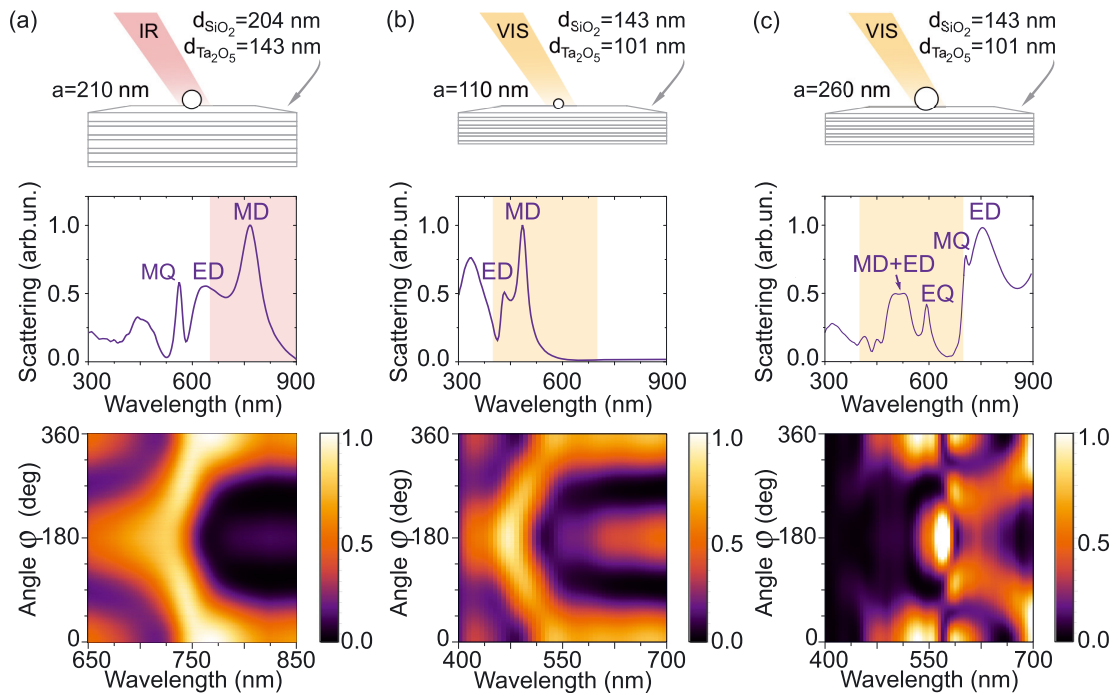 (a)
IR
d_SiO₂=204 nm
d_Ta₂O₅=143 nm
a=210 nm
Scattering (arb.un.)
1.0
0.5
0.0
MQ
ED
MD
300
600
900
Wavelength (nm)
Angle φ (deg)
360
180
0
650
750
850
Wavelength (nm)
1.0
0.5
0.0
(b)
VIS
d_SiO₂=143 nm
d_Ta₂O₅=101 nm
a=110 nm
Scattering (arb.un.)
1.0
0.5
0.0
ED
MD
300
600
900
Wavelength (nm)
Angle φ (deg)
360
180
0
400
550
700
Wavelength (nm)
1.0
0.5
0.0
(c)
VIS
d_SiO₂=143 nm
d_Ta₂O₅=101 nm
a=260 nm
Scattering (arb.un.)
1.0
0.5
0.0
MD+ED
EQ
MQ
ED
300
600
900
Wavelength (nm)
Angle φ (deg)
360
180
0
400
550
700
Wavelength (nm)
1.0
0.5
0.0